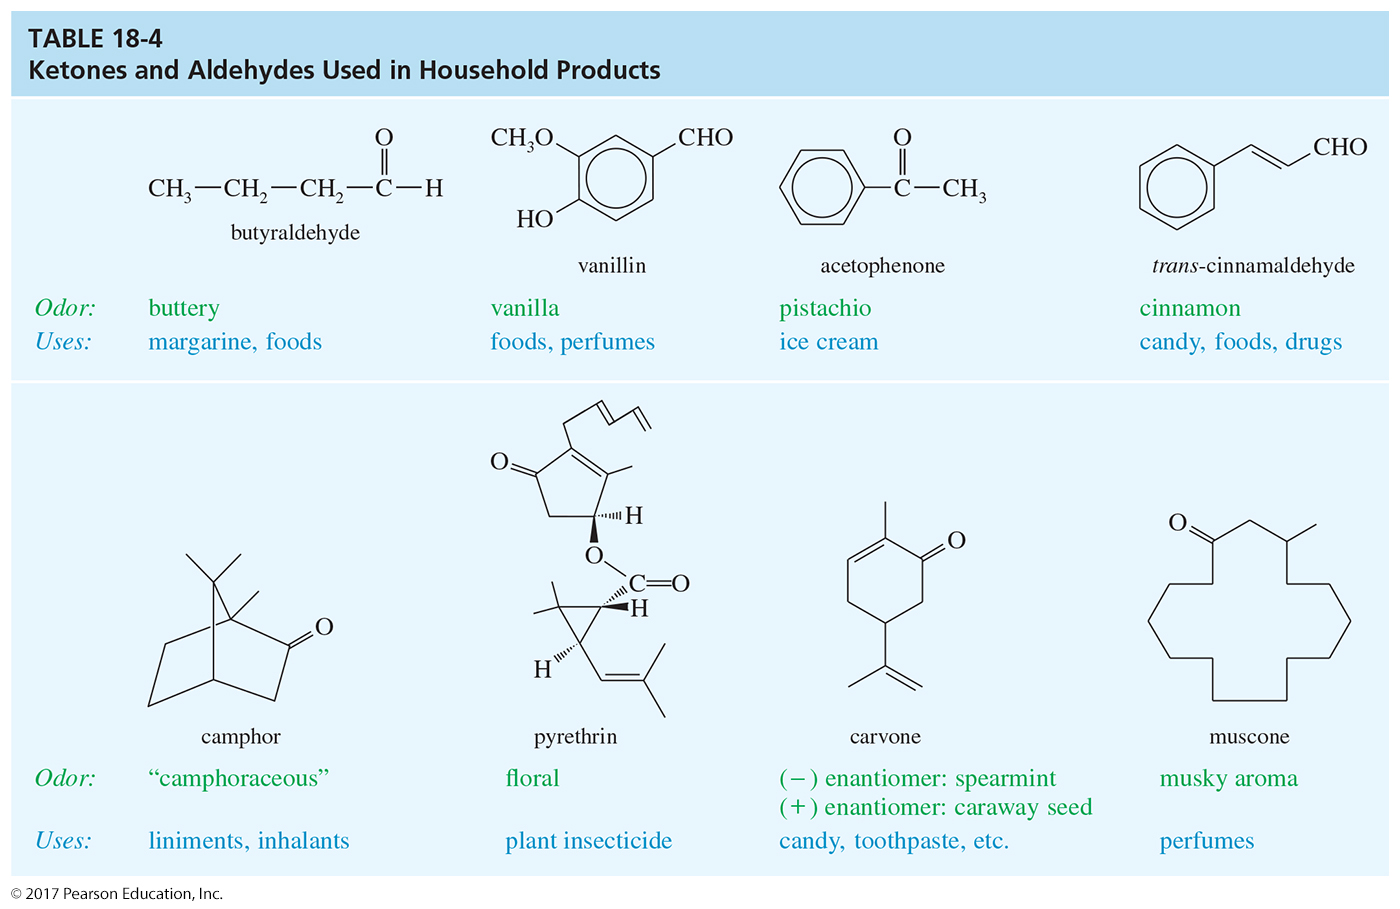 TABLE 18-4
Ketones and Aldehydes Used in Household Products
O
CH₃—CH₂—CH₂—C—H
butyraldehyde
CH₃O
CHO
HO
vanillin
O
C—CH₃
acetophenone
CHO
trans-cinnamaldehyde
Odor: buttery vanilla pistachio cinnamon
Uses: margarine, foods foods, perfumes ice cream candy, foods, drugs
O
camphor
O
H
O
C=O
H
H
pyrethrin
O
carvone
O
muscone
Odor: “camphoraceous” floral (−) enantiomer: spearmint musky aroma
(+) enantiomer: caraway seed
Uses: liniments, inhalants plant insecticide candy, toothpaste, etc. perfumes
© 2017 Pearson Education, Inc.